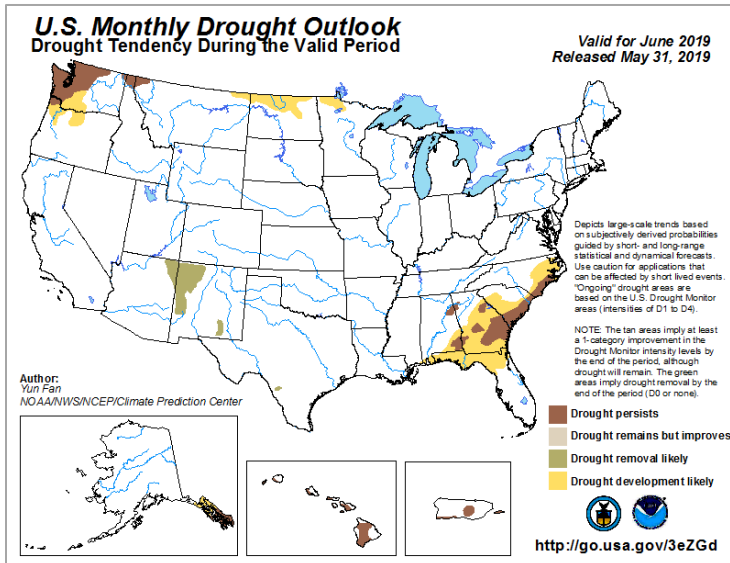 U.S. Monthly Drought Outlook
Drought Tendency During the Valid Period
Valid for June 2019
Released May 31, 2019
Depicts large-scale trends based
on subjectively derived probabilities
guided by short- and long-range
statistical and dynamical forecasts.
Use caution for applications that
can be affected by short lived events.
"Ongoing" drought areas are
based on the U.S. Drought Monitor
areas (intensities of D1 to D4).
NOTE: The tan areas imply at least
a 1-category improvement in the
Drought Monitor intensity levels by
the end of the period, although
drought will remain. The green
areas imply drought removal by the
end of the period (D0 or none).
Author:
Yun Fan
NOAA/NWS/NCEP/Climate Prediction Center
Drought persists
Drought remains but improves
Drought removal likely
Drought development likely
http://go.usa.gov/3eZGd